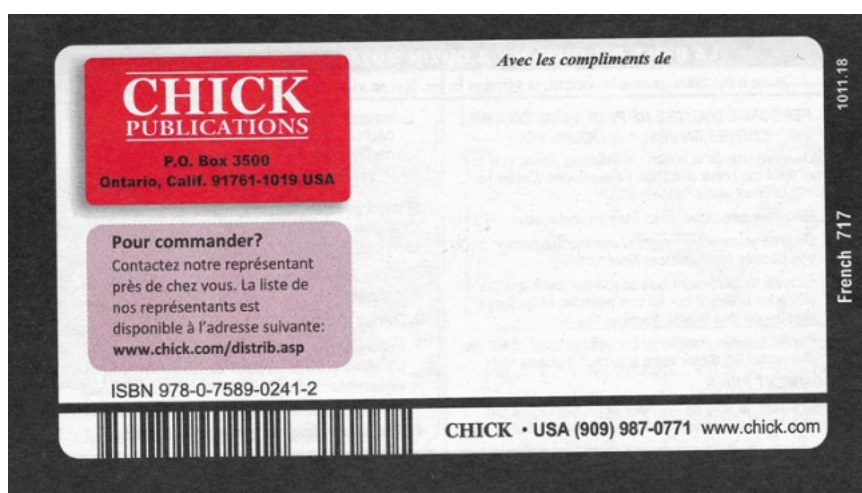 CHICK
PUBLICATIONS
P.O. Box 3500
Ontario, Calif. 91761-1019 USA
Avec les compliments de
Pour commander?
Contactez notre représentant
près de chez vous. La liste de
nos représentants est
disponible à l'adresse suivante:
www.chick.com/distrib.asp
ISBN 978-0-7589-0241-2
CHICK • USA (909) 987-0771 www.chick.com
French 717
1011.18